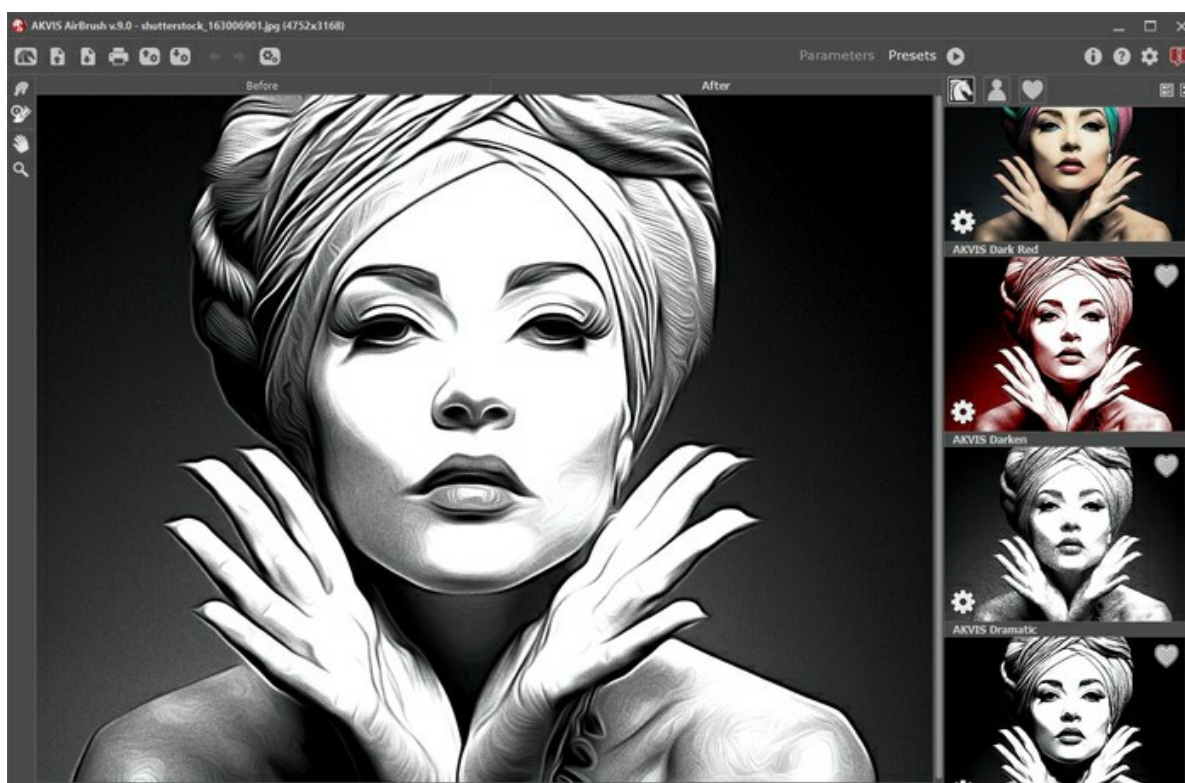 AKVIS AirBrush v.9.0 - shutterstock_163006901.jpg (4752x3168)
Parameters Presets
Before After
AKVIS Dark Red
AKVIS Darken
AKVIS Dramatic